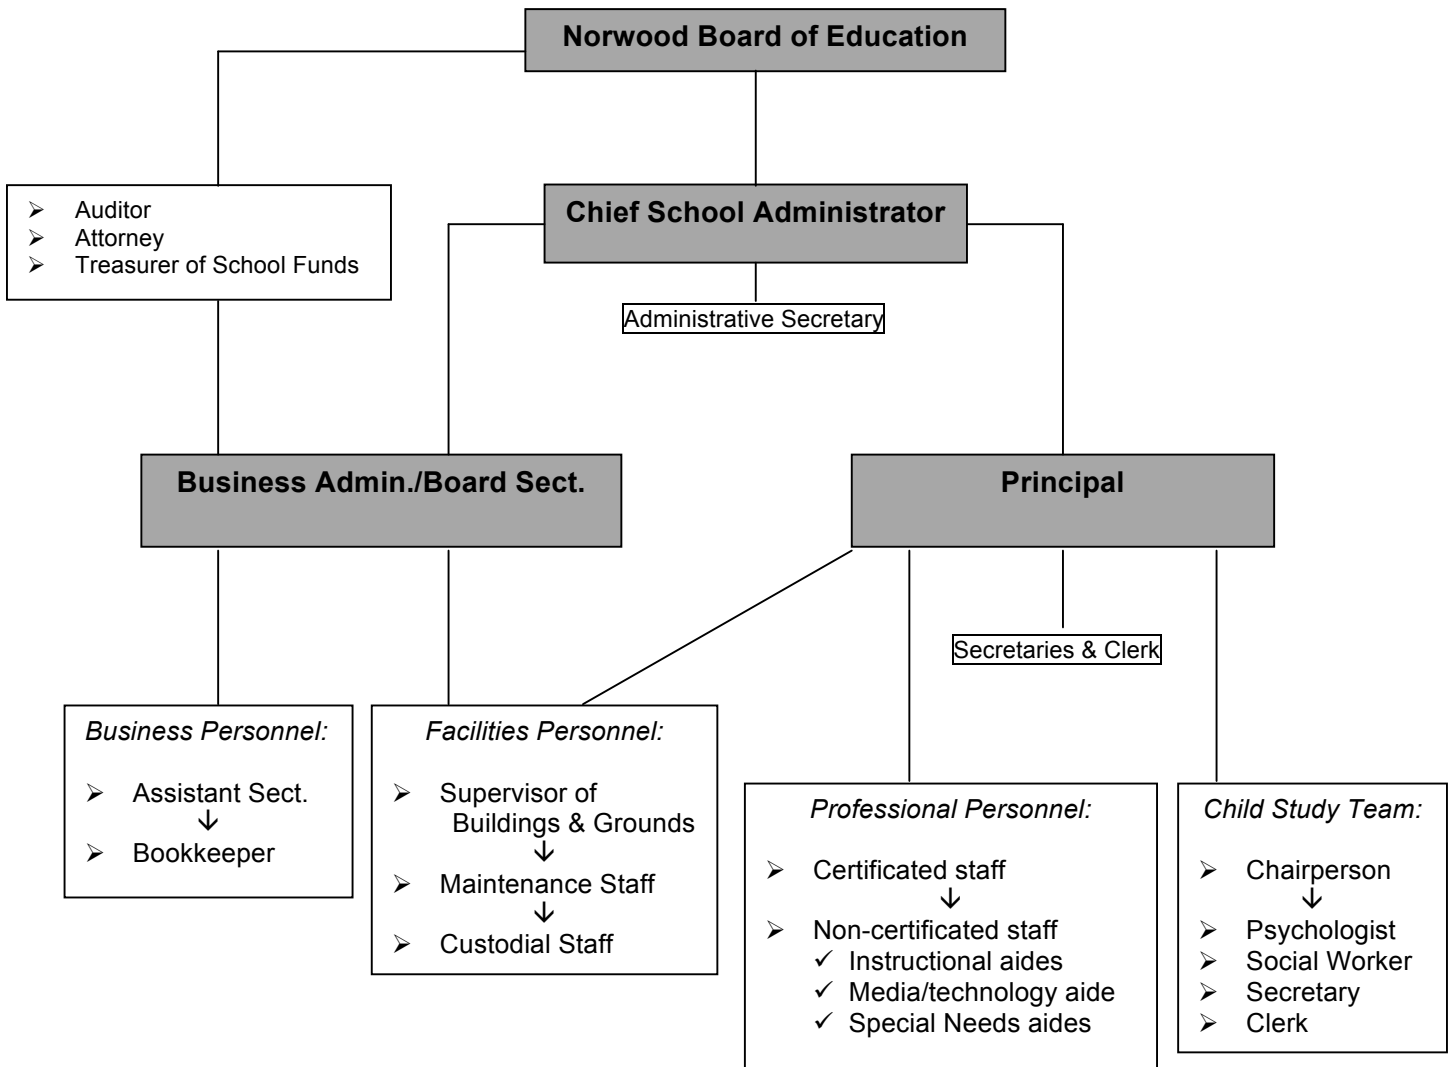 Norwood Board of Education
➢ Auditor
➢ Attorney
➢ Treasurer of School Funds
Chief School Administrator
Administrative Secretary
Business Admin./Board Sect.
Principal
Secretaries & Clerk
Business Personnel:
➢ Assistant Sect.
↓
➢ Bookkeeper
Facilities Personnel:
➢ Supervisor of
Buildings & Grounds
↓
➢ Maintenance Staff
↓
➢ Custodial Staff
Professional Personnel:
➢ Certificated staff
↓
➢ Non-certificated staff
✓ Instructional aides
✓ Media/technology aide
✓ Special Needs aides
Child Study Team:
➢ Chairperson
↓
➢ Psychologist
➢ Social Worker
➢ Secretary
➢ Clerk